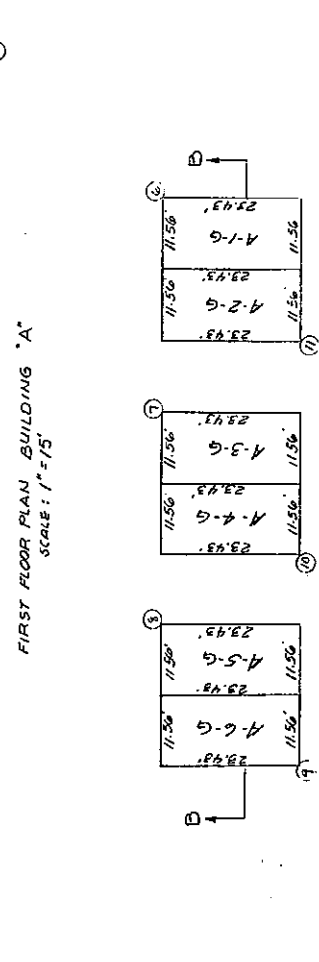 FIRST FLOOR PLAN BUILDING "A"
SCALE: 1"=15'
B
6
23.43'
11.56'
A-1-G
11.56
23.43'
11.56'
A-2-G
11.56
23.43'
11
7
23.43'
11.56'
A-3-G
11.56'
23.43'
11.56'
A-4-G
11.56'
23.43'
10
8
23.43'
11.56'
A-5-G
11.56'
23.43'
11.56'
A-6-G
11.56'
23.43'
9
B